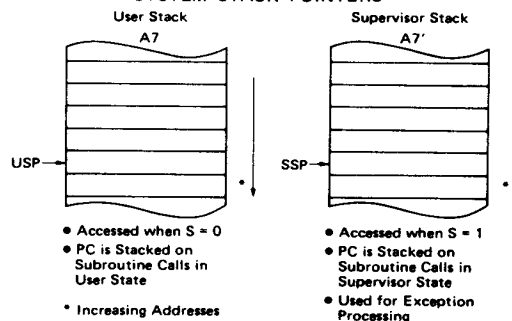 SYSTEM STACK POINTERS
User Stack
A7
USP
*
● Accessed when S = 0
● PC is Stacked on
Subroutine Calls in
User State
* Increasing Addresses
Supervisor Stack
A7'
SSP
*
● Accessed when S = 1
● PC is Stacked on
Subroutine Calls in
Supervisor State
● Used for Exception
Processing